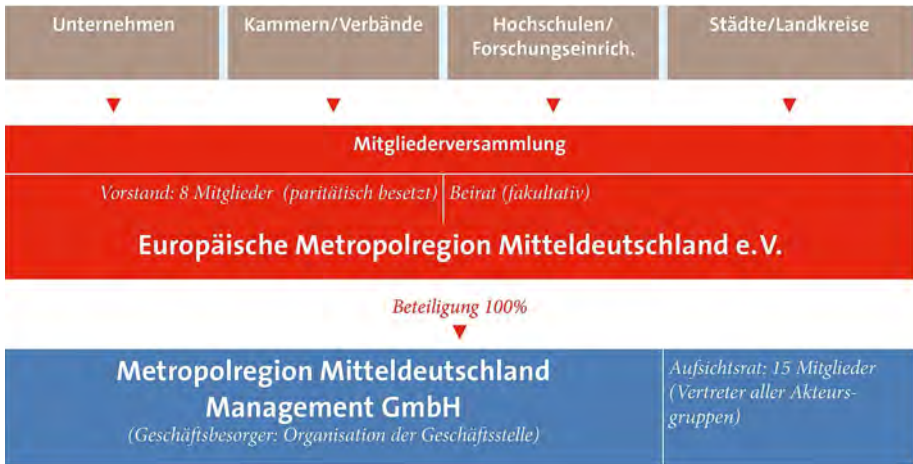 Unternehmen
Kammern/Verbände
Hochschulen/
Forschungseinrich.
Städte/Landkreise
Mitgliederversammlung
Vorstand: 8 Mitglieder (paritätisch besetzt)
Beirat (fakultativ)
Europäische Metropolregion Mitteldeutschland e.V.
Beteiligung 100%
Metropolregion Mitteldeutschland
Management GmbH
(Geschäftsbesorger: Organisation der Geschäftsstelle)
Aufsichtsrat: 15 Mitglieder
(Vertreter aller Akteurs-
gruppen)